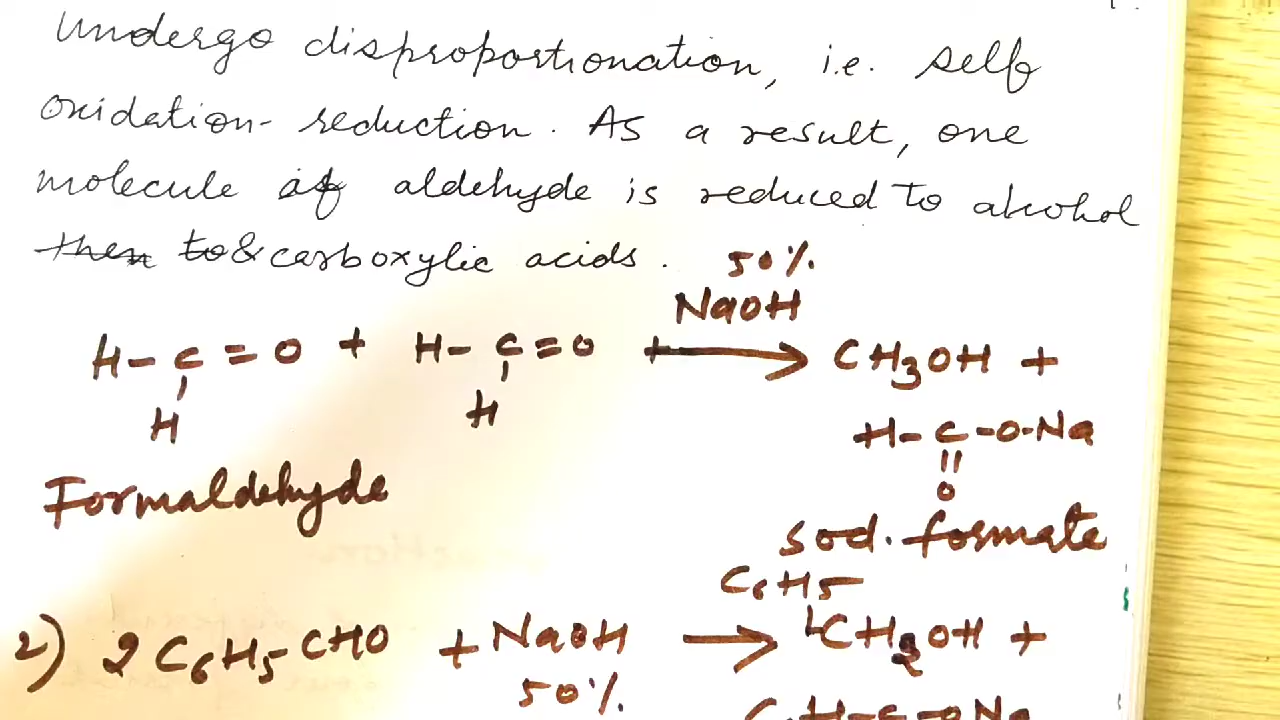 Undergo disproportionation, i.e. self
oxidation-reduction. As a result, one
molecule of aldehyde is reduced to alcohol
then to & carboxylic acids.
50%
NaOH
H-C=O + H-C=O + → CH3OH +
H H
H-C-O-Na
O
Formaldehyde
sod. formate
C6H5
2) 2C6H5-CHO + NaOH → CH2OH +
50%